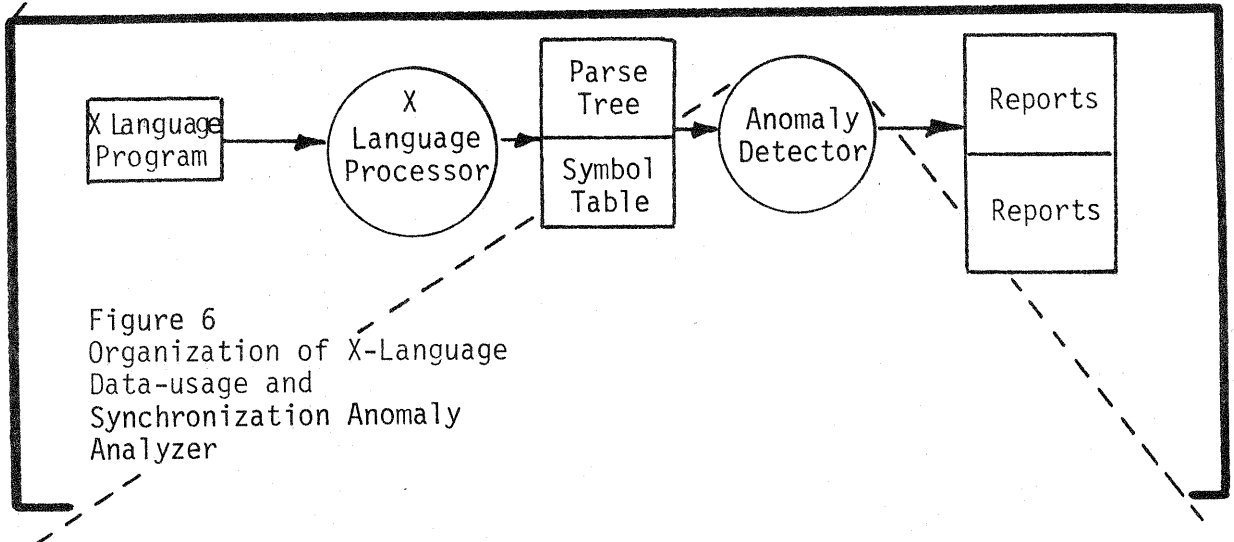 X Language
Program
X
Language
Processor
Parse
Tree
Symbol
Table
Anomaly
Detector
Reports
Reports
Figure 6
Organization of X-Language
Data-usage and
Synchronization Anomaly
Analyzer